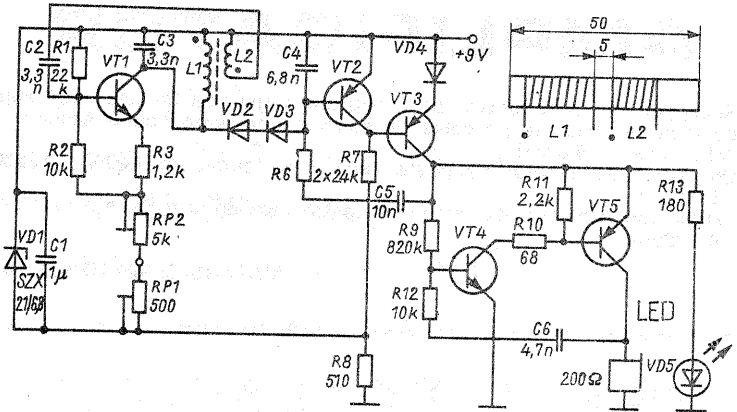 C2
3,3
n
R1
22
k
VT1
C3
3,3n
L1
L2
C4
6,8n
VT2
VD2
VD3
VT3
VD4
+9V
50
5
L1
L2
R2
10k
R3
1,2k
R6
R7
2×24k
C5
10n
RP2
5k
RP1
500
VD1
SZX
21/6,8
C1
1μ
R8
510
R9
820k
R12
10k
VT4
R10
68
R11
2,2k
VT5
R13
180
C6
4,7n
LED
200Ω
VD5